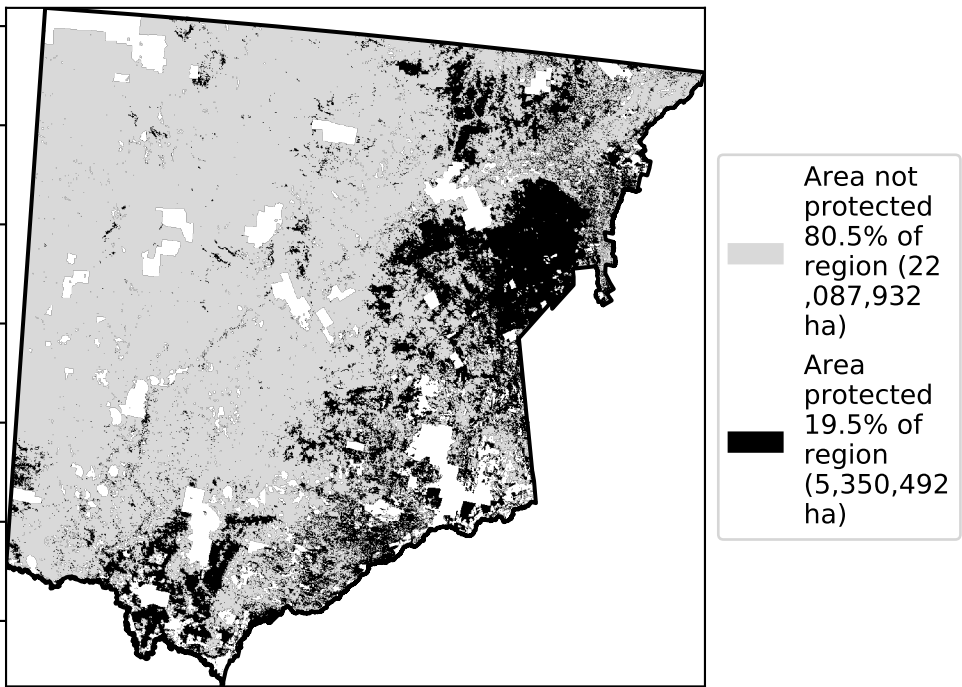 Area not
protected
80.5% of
region (22
,087,932
ha)
Area
protected
19.5% of
region
(5,350,492
ha)